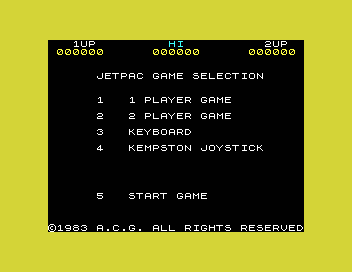 1UP HI 2UP
000000 000000 000000
JETPAC GAME SELECTION
1 1 PLAYER GAME
2 2 PLAYER GAME
3 KEYBOARD
4 KEMPSTON JOYSTICK
5 START GAME
©1983 A.C.G. ALL RIGHTS RESERVED